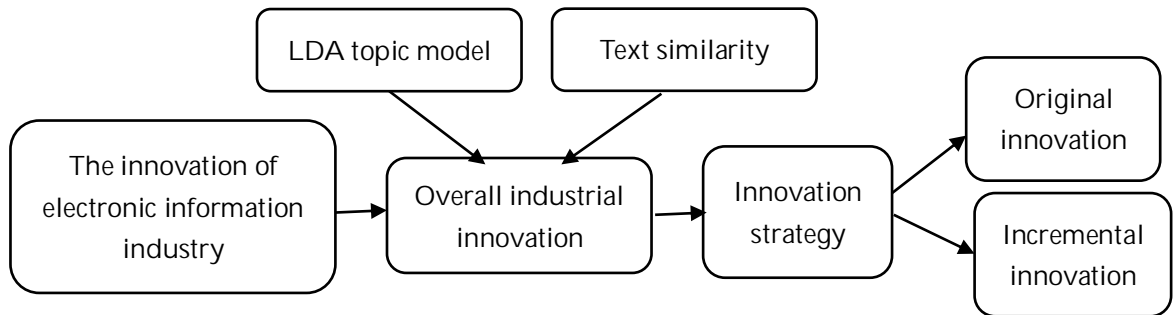 LDA topic model
Text similarity
The innovation of
electronic information
industry
Overall industrial
innovation
Innovation
strategy
Original
innovation
Incremental
innovation